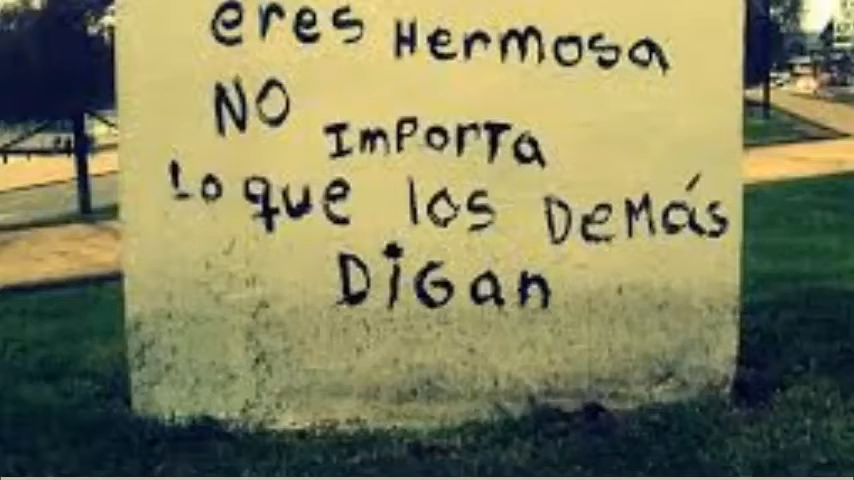 eres Hermosa
NO
Importa
Lo que los DeMás
DiGan